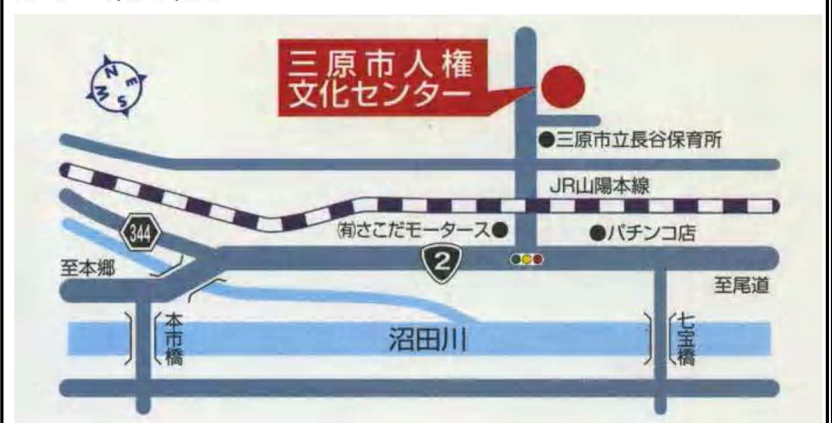 N
E
S
W
三原市人権
文化センター
●三原市立長谷保育所
JR山陽本線
344
(有)さこだモータース●
●パチンコ店
2
至本郷
至尾道
本市橋
沼田川
七宝橋